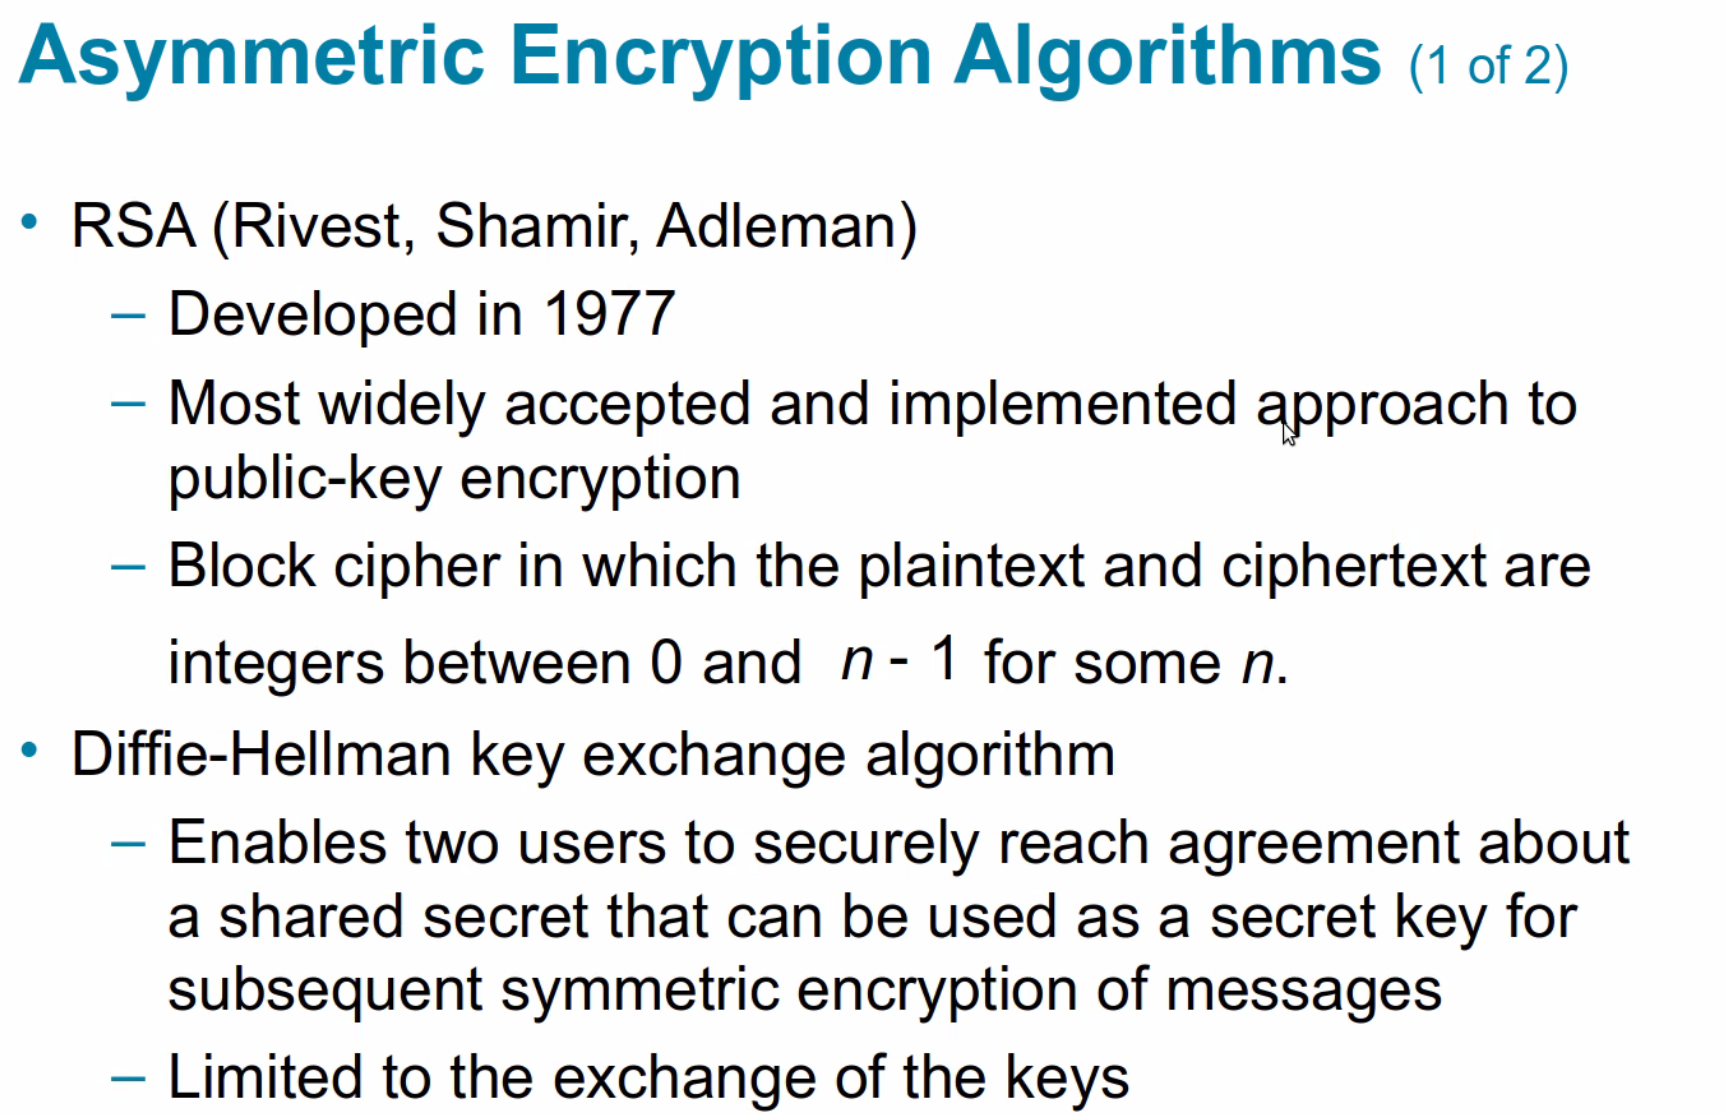 Asymmetric Encryption Algorithms (1 of 2)
• RSA (Rivest, Shamir, Adleman)
– Developed in 1977
– Most widely accepted and implemented approach to
public-key encryption
– Block cipher in which the plaintext and ciphertext are
integers between 0 and n - 1 for some n.
• Diffie-Hellman key exchange algorithm
– Enables two users to securely reach agreement about
a shared secret that can be used as a secret key for
subsequent symmetric encryption of messages
– Limited to the exchange of the keys